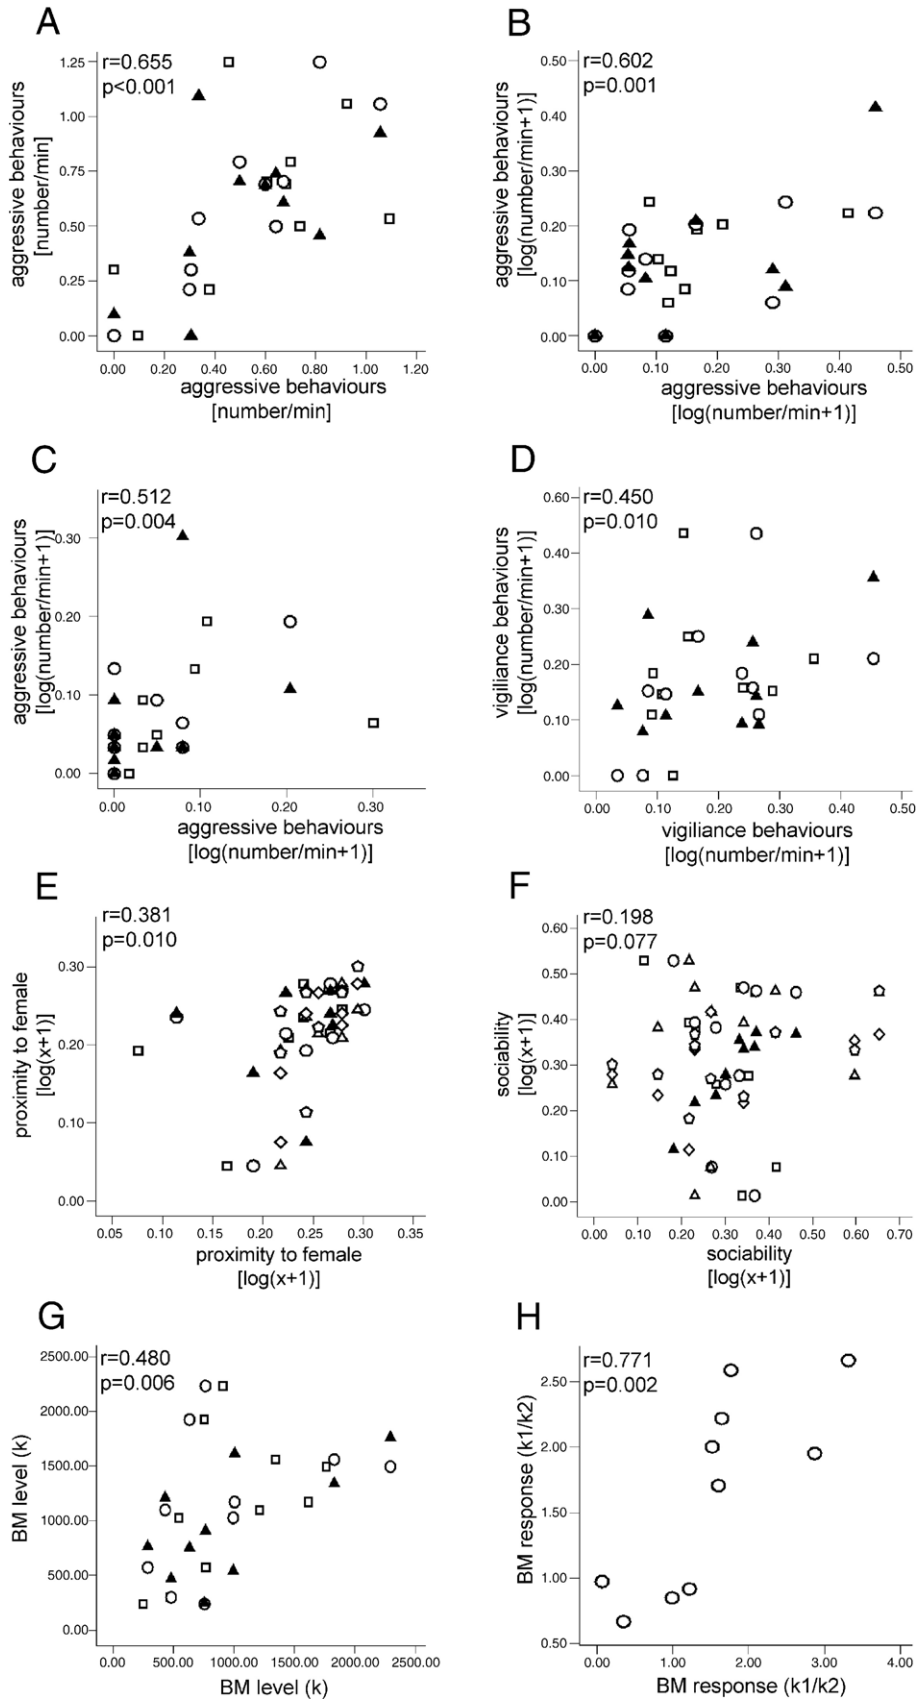 A
r=0.655
p<0.001
aggressive behaviours
[number/min]
1.25
1.00
0.75
0.50
0.25
0.00
0.00 0.20 0.40 0.60 0.80 1.00 1.20
aggressive behaviours
[number/min]
B
r=0.602
p=0.001
aggressive behaviours
[log(number/min+1)]
0.50
0.40
0.30
0.20
0.10
0.00
0.00 0.10 0.20 0.30 0.40 0.50
aggressive behaviours
[log(number/min+1)]
C
r=0.512
p=0.004
aggressive behaviours
[log(number/min+1)]
0.30
0.20
0.10
0.00
0.00 0.10 0.20 0.30
aggressive behaviours
[log(number/min+1)]
D
r=0.450
p=0.010
vigiliance behaviours
[log(number/min+1)]
0.60
0.40
0.30
0.20
0.10
0.00
0.00 0.10 0.20 0.30 0.40 0.50
vigiliance behaviours
[log(number/min+1)]
E
r=0.381
p=0.010
proximity to female
[log(x+1)]
0.30
0.20
0.10
0.00
0.05 0.10 0.15 0.20 0.25 0.30 0.35
proximity to female
[log(x+1)]
F
r=0.198
p=0.077
sociability
[log(x+1)]
0.60
0.50
0.40
0.30
0.20
0.10
0.00
0.00 0.10 0.20 0.30 0.40 0.50 0.60 0.70
sociability
[log(x+1)]
G
r=0.480
p=0.006
BM level (k)
2500.00
2000.00
1500.00
1000.00
500.00
0.00
0.00 500.00 1000.00 1500.00 2000.00 2500.00
BM level (k)
H
r=0.771
p=0.002
BM response (k1/k2)
2.50
2.00
1.50
1.00
0.50
0.00 1.00 2.00 3.00 4.00
BM response (k1/k2)